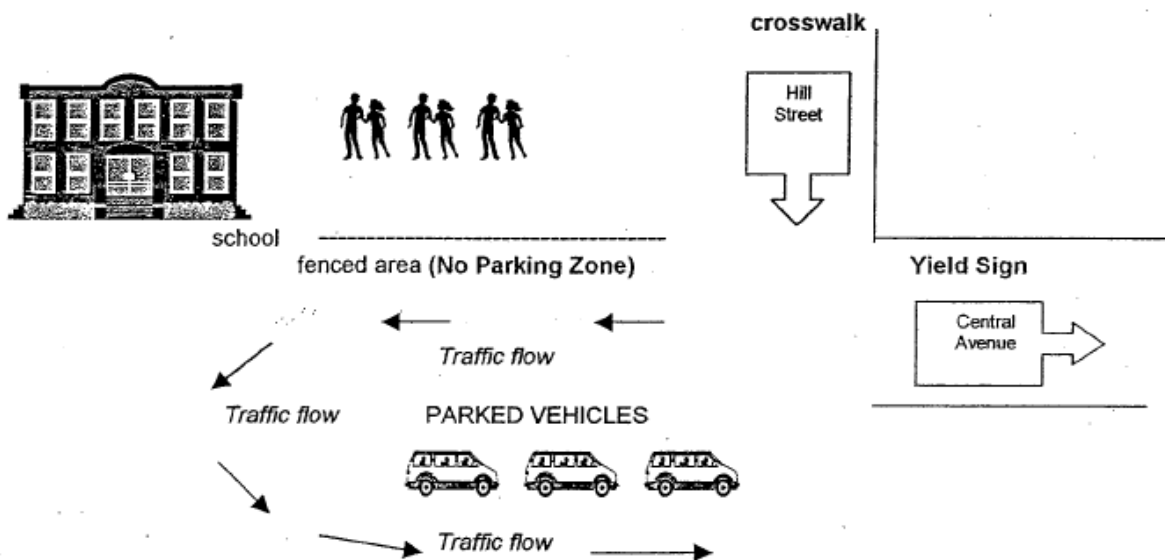 crosswalk
Hill
Street
school
fenced area (No Parking Zone)
Yield Sign
Central
Avenue
Traffic flow
Traffic flow
PARKED VEHICLES
Traffic flow